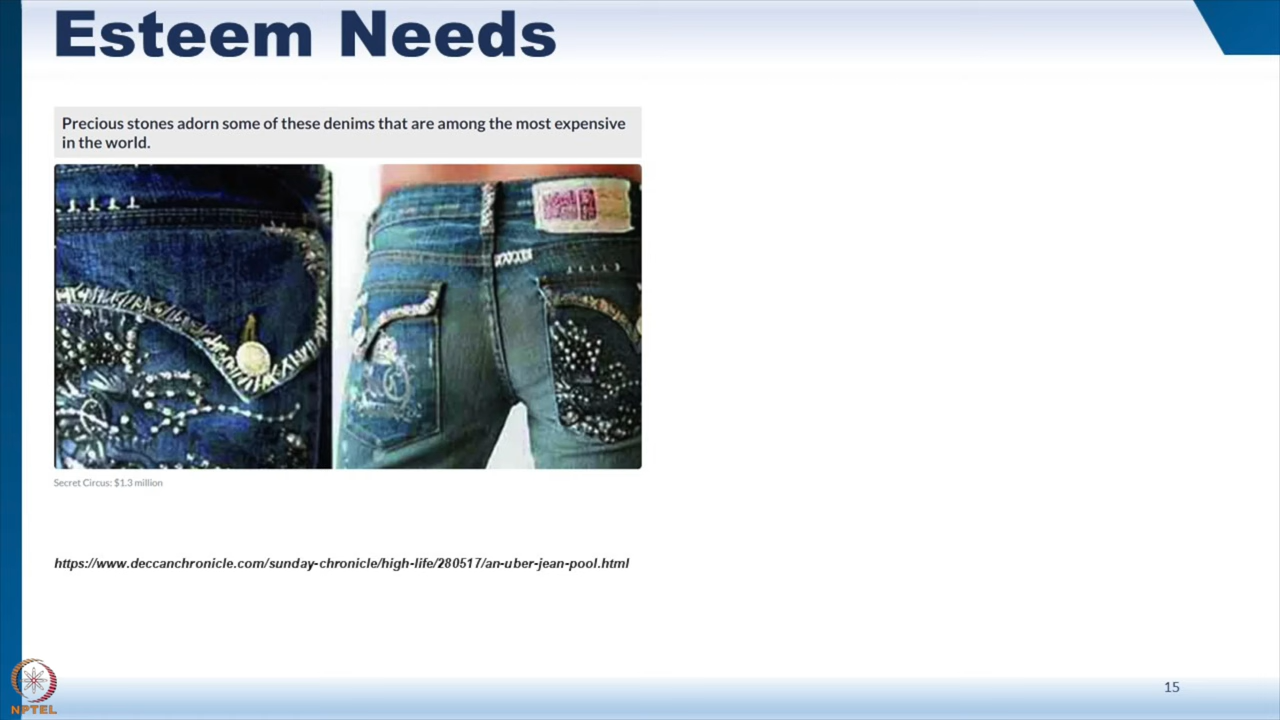 Esteem Needs
Precious stones adorn some of these denims that are among the most expensive
in the world.
Secret Circus: $1.3 million
https://www.deccanchronicle.com/sunday-chronicle/high-life/280517/an-uber-jean-pool.html
15
NPTEL